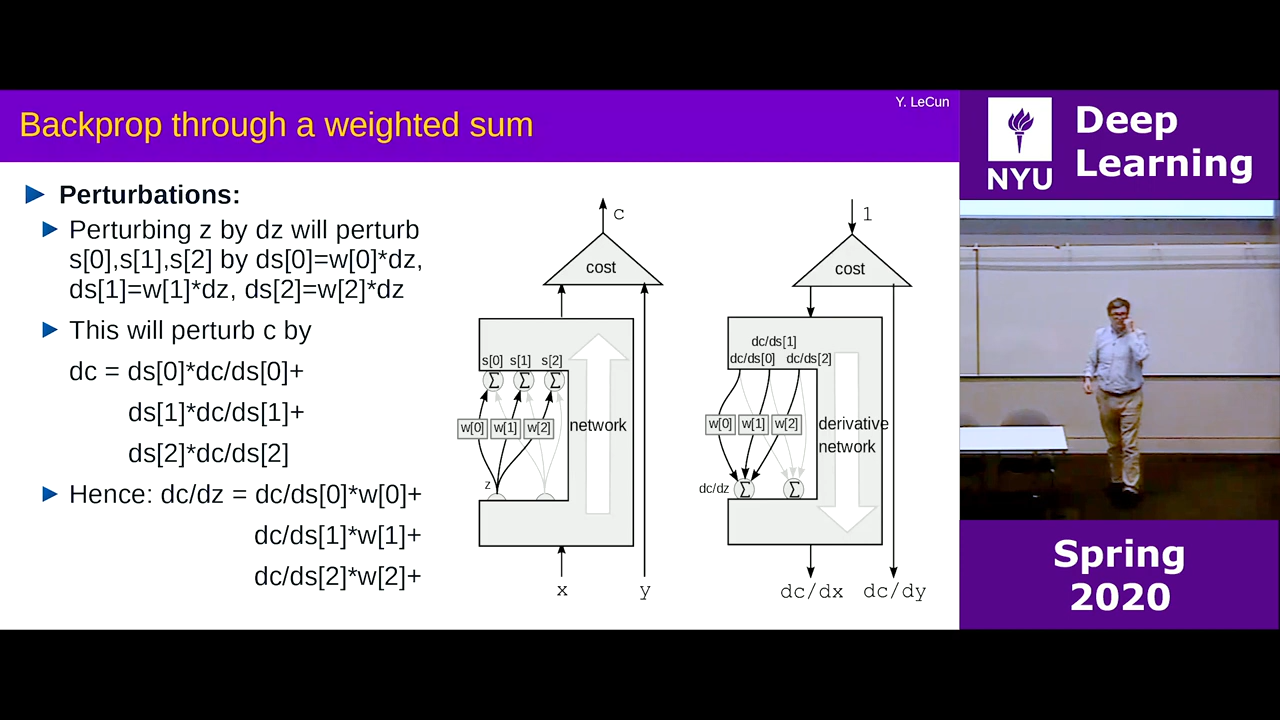 Y. LeCun
Backprop through a weighted sum
Perturbations:
Perturbing z by dz will perturb
s[0],s[1],s[2] by ds[0]=w[0]*dz,
ds[1]=w[1]*dz, ds[2]=w[2]*dz
This will perturb c by
dc = ds[0]*dc/ds[0]+
ds[1]*dc/ds[1]+
ds[2]*dc/ds[2]
Hence: dc/dz = dc/ds[0]*w[0]+
dc/ds[1]*w[1]+
dc/ds[2]*w[2]+
c
cost
s[0] s[1] s[2]
Σ Σ Σ
w[0] w[1] w[2]
network
z
x y
1
cost
dc/ds[1]
dc/ds[0] dc/ds[2]
w[0] w[1] w[2]
derivative
network
dc/dz Σ Σ
dc/dx dc/dy
NYU
Deep
Learning
Spring
2020